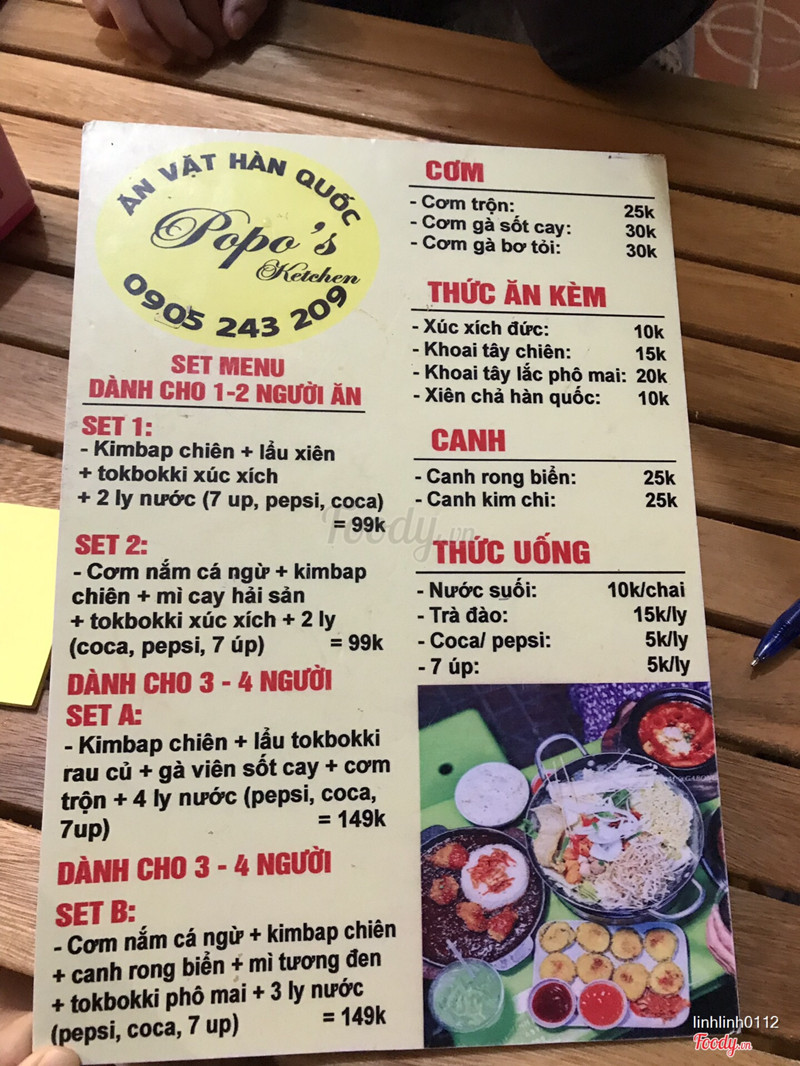 ĂN VẶT HÀN QUỐC
Popo's
Ketchen
0905 243 209
SET MENU
DÀNH CHO 1-2 NGƯỜI ĂN
SET 1:
- Kimbap chiên + lẩu xiên
+ tokbokki xúc xích
+ 2 ly nước (7 up, pepsi, coca)
= 99k
SET 2:
- Cơm nắm cá ngừ + kimbap
chiên + mì cay hải sản
+ tokbokki xúc xích + 2 ly
(coca, pepsi, 7 úp) = 99k
DÀNH CHO 3 - 4 NGƯỜI
SET A:
- Kimbap chiên + lẩu tokbokki
rau củ + gà viên sốt cay + cơm
trộn + 4 ly nước (pepsi, coca,
7up) = 149k
DÀNH CHO 3 - 4 NGƯỜI
SET B:
- Cơm nắm cá ngừ + kimbap chiên
+ canh rong biển + mì tương đen
+ tokbokki phô mai + 3 ly nước
(pepsi, coca, 7 up) = 149k
CƠM
- Cơm trộn: 25k
- Cơm gà sốt cay: 30k
- Cơm gà bơ tỏi: 30k
THỨC ĂN KÈM
- Xúc xích đức: 10k
- Khoai tây chiên: 15k
- Khoai tây lắc phô mai: 20k
- Xiên chả hàn quốc: 10k
CANH
- Canh rong biển: 25k
- Canh kim chi: 25k
THỨC UỐNG
- Nước suối: 10k/chai
- Trà đào: 15k/ly
- Coca/ pepsi: 5k/ly
- 7 úp: 5k/ly
Foody.vn
linhlinh0112
Foody.vn